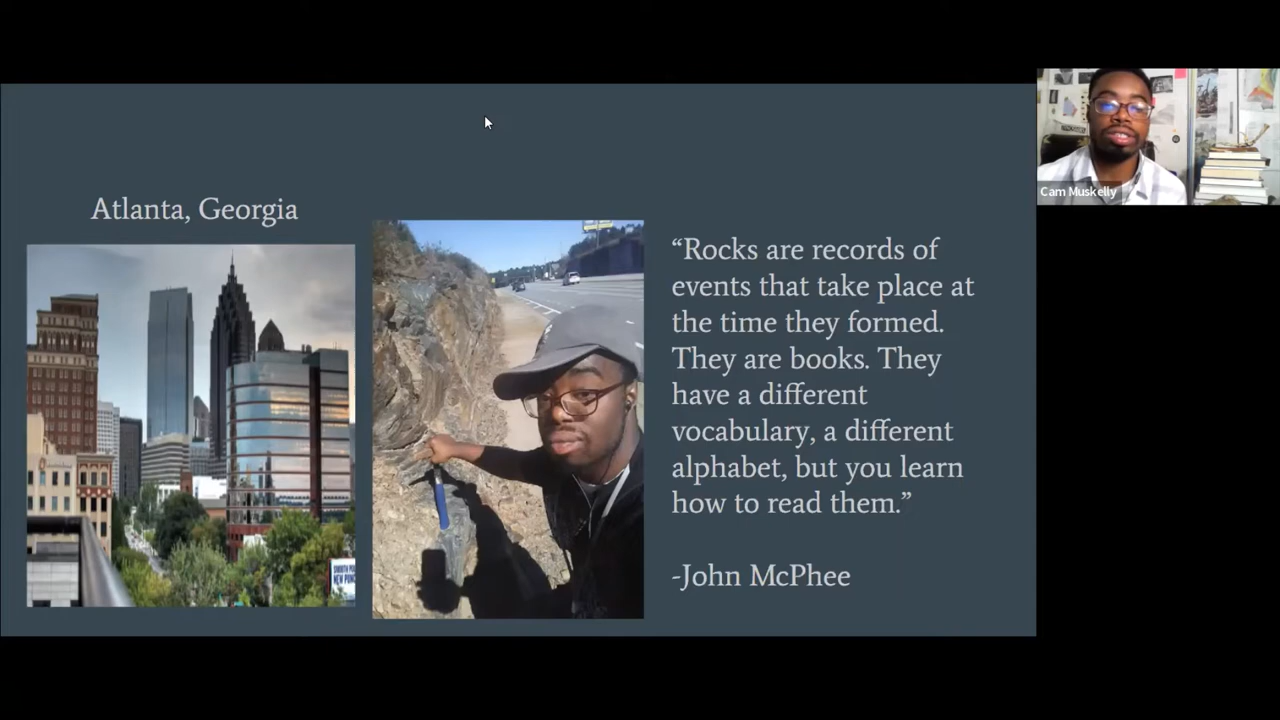 Atlanta, Georgia
“Rocks are records of
events that take place at
the time they formed.
They are books. They
have a different
vocabulary, a different
alphabet, but you learn
how to read them.”
-John McPhee
Cam Muskelly